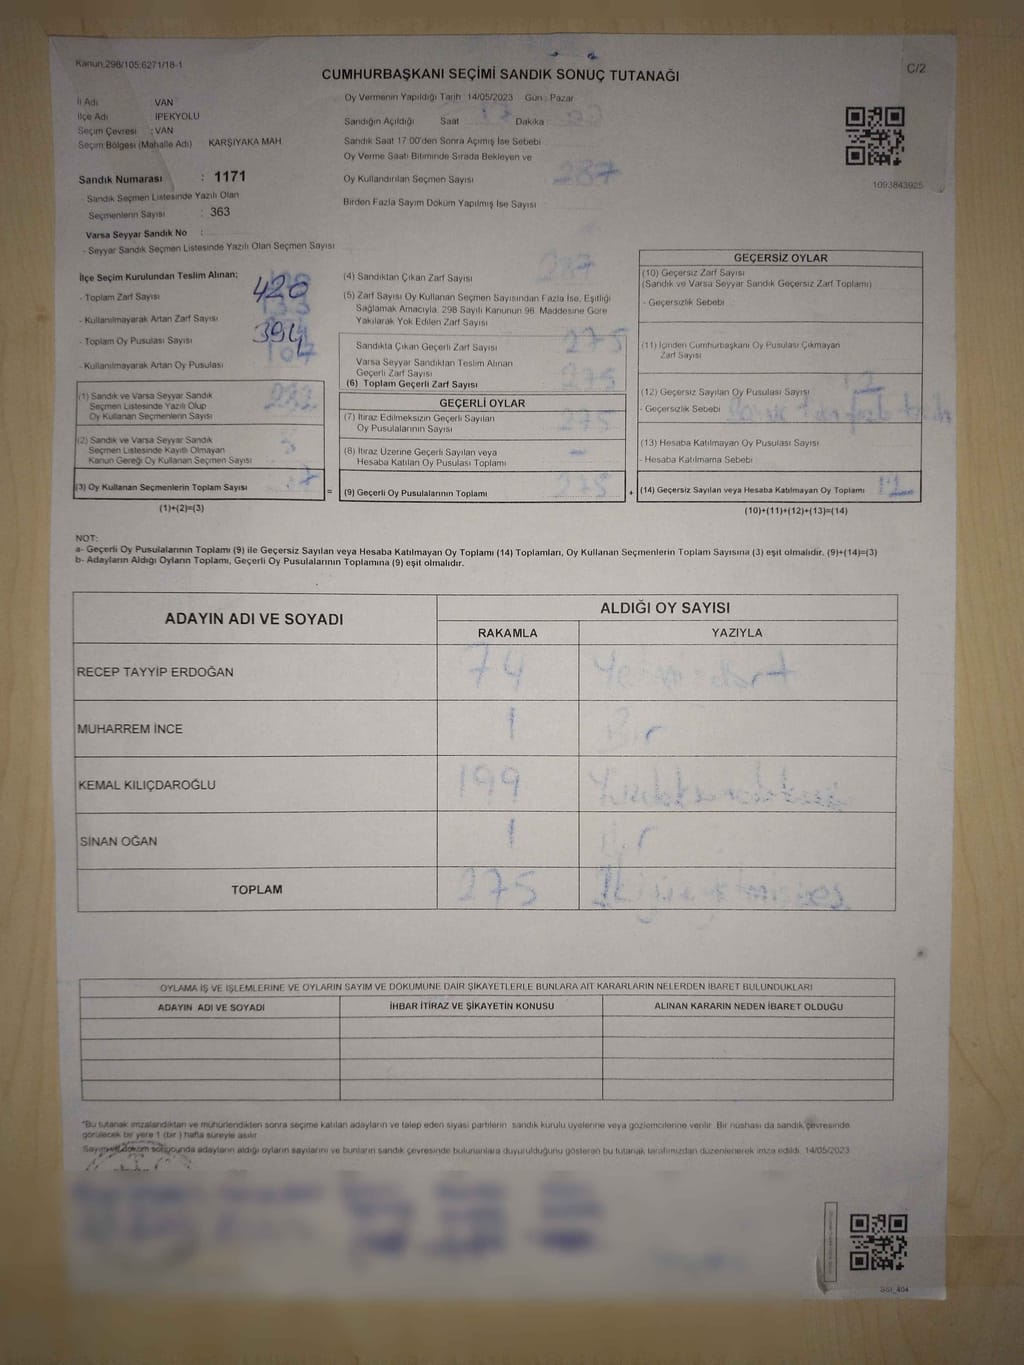 Kanun.298/105.6271/18-1
C/2
CUMHURBAŞKANI SEÇİMİ SANDIK SONUÇ TUTANAĞI
İl Adı VAN
İlçe Adı İPEKYOLU
Seçim Çevresi : VAN
Seçim Bölgesi (Mahalle Adı) KARŞIYAKA MAH.
Sandık Numarası : 1171
- Sandık Seçmen Listesinde Yazılı Olan
Seçmenlerin Sayısı : 363
Varsa Seyyar Sandık No :
- Seyyar Sandık Seçmen Listesinde Yazılı Olan Seçmen Sayısı
Oy Vermenin Yapıldığı Tarih 14/05/2023 Gün : Pazar
Sandığın Açıldığı Saat 17 Dakika
Sandık Saat 17.00'den Sonra Açımış İse Sebebi
Oy Verme Saati Bitiminde Sırada Bekleyen ve
Oy Kullandırılan Seçmen Sayısı 287
Birden Fazla Sayım Döküm Yapılmış İse Sayısı
1093843925
İlçe Seçim Kurulundan Teslim Alınan;
- Toplam Zarf Sayısı 420
- Kullanılmayarak Artan Zarf Sayısı 133
- Toplam Oy Pusulası Sayısı 394
- Kullanılmayarak Artan Oy Pusulası 107
(1) Sandık ve Varsa Seyyar Sandık
Seçmen Listesinde Yazılı Olup
Oy Kullanan Seçmenlerin Sayısı 282
(2) Sandık ve Varsa Seyyar Sandık
Seçmen Listesinde Kayıtlı Olmayan
Kanun Gereği Oy Kullanan Seçmen Sayısı 5
(3) Oy Kullanan Seçmenlerin Toplam Sayısı
(1)+(2)=(3)
(4) Sandıktan Çıkan Zarf Sayısı 287
(5) Zarf Sayısı Oy Kullanan Seçmen Sayısından Fazla İse, Eşitliği
Sağlamak Amacıyla, 298 Sayılı Kanunun 98. Maddesine Göre
Yakılarak Yok Edilen Zarf Sayısı
Sandıkta Çıkan Geçerli Zarf Sayısı 275
Varsa Seyyar Sandıktan Teslim Alınan
Geçerli Zarf Sayısı
(6) Toplam Geçerli Zarf Sayısı 275
GEÇERLİ OYLAR
(7) İtiraz Edilmeksizin Geçerli Sayılan
Oy Pusulalarının Sayısı 275
(8) İtiraz Üzerine Geçerli Sayılan veya
Hesaba Katılan Oy Pusulası Toplamı -
= (9) Geçerli Oy Pusulalarının Toplamı 275
GEÇERSİZ OYLAR
(10) Geçersiz Zarf Sayısı
(Sandık ve Varsa Seyyar Sandık Geçersiz Zarf Toplamı)
- Geçersizlik Sebebi
(11) İçinden Cumhurbaşkanı Oy Pusulası Çıkmayan
Zarf Sayısı
(12) Geçersiz Sayılan Oy Pusulası Sayısı 12
- Geçersizlik Sebebi
(13) Hesaba Katılmayan Oy Pusulası Sayısı
- Hesaba Katılmama Sebebi
+ (14) Geçersiz Sayılan veya Hesaba Katılmayan Oy Toplamı 12
(10)+(11)+(12)+(13)=(14)
NOT:
a- Geçerli Oy Pusulalarının Toplamı (9) ile Geçersiz Sayılan veya Hesaba Katılmayan Oy Toplamı (14) Toplamları, Oy Kullanan Seçmenlerin Toplam Sayısına (3) eşit olmalıdır. (9)+(14)=(3)
b- Adayların Aldığı Oyların Toplamı, Geçerli Oy Pusulalarının Toplamına (9) eşit olmalıdır.
ADAYIN ADI VE SOYADI ALDIĞI OY SAYISI
RAKAMLA YAZIYLA
RECEP TAYYİP ERDOĞAN 74 Yetmişdört
MUHARREM İNCE 1 Bir
KEMAL KILIÇDAROĞLU 199 Yüzdoksandokuz
SİNAN OĞAN 1 Bir
TOPLAM 275 İkiyüzyetmişbeş
OYLAMA İŞ VE İŞLEMLERİNE VE OYLARIN SAYIM VE DÖKÜMÜNE DAİR ŞİKAYETLERLE BUNLARA AİT KARARLARIN NELERDEN İBARET BULUNDUKLARI
ADAYIN ADI VE SOYADI İHBAR İTİRAZ VE ŞİKAYETİN KONUSU ALINAN KARARIN NEDEN İBARET OLDUĞU
*Bu tutanak imzalandıktan ve mühürlendikten sonra seçime katılan adayların ve talep eden siyasi partilerin sandık kurulu üyelerine veya gözlemcilerine verilir. Bir nüshası da sandık çevresinde
görülecek bir yere 1 (bir) hafta süreyle asılır
Sayım ve döküm sonucunda adayların aldığı oyların sayılarını ve bunların sandık çevresinde bulunanlara duyurulduğunu gösteren bu tutanak tarafımızdan düzenlenerek imza edildi. 14/05/2023
SSI_404